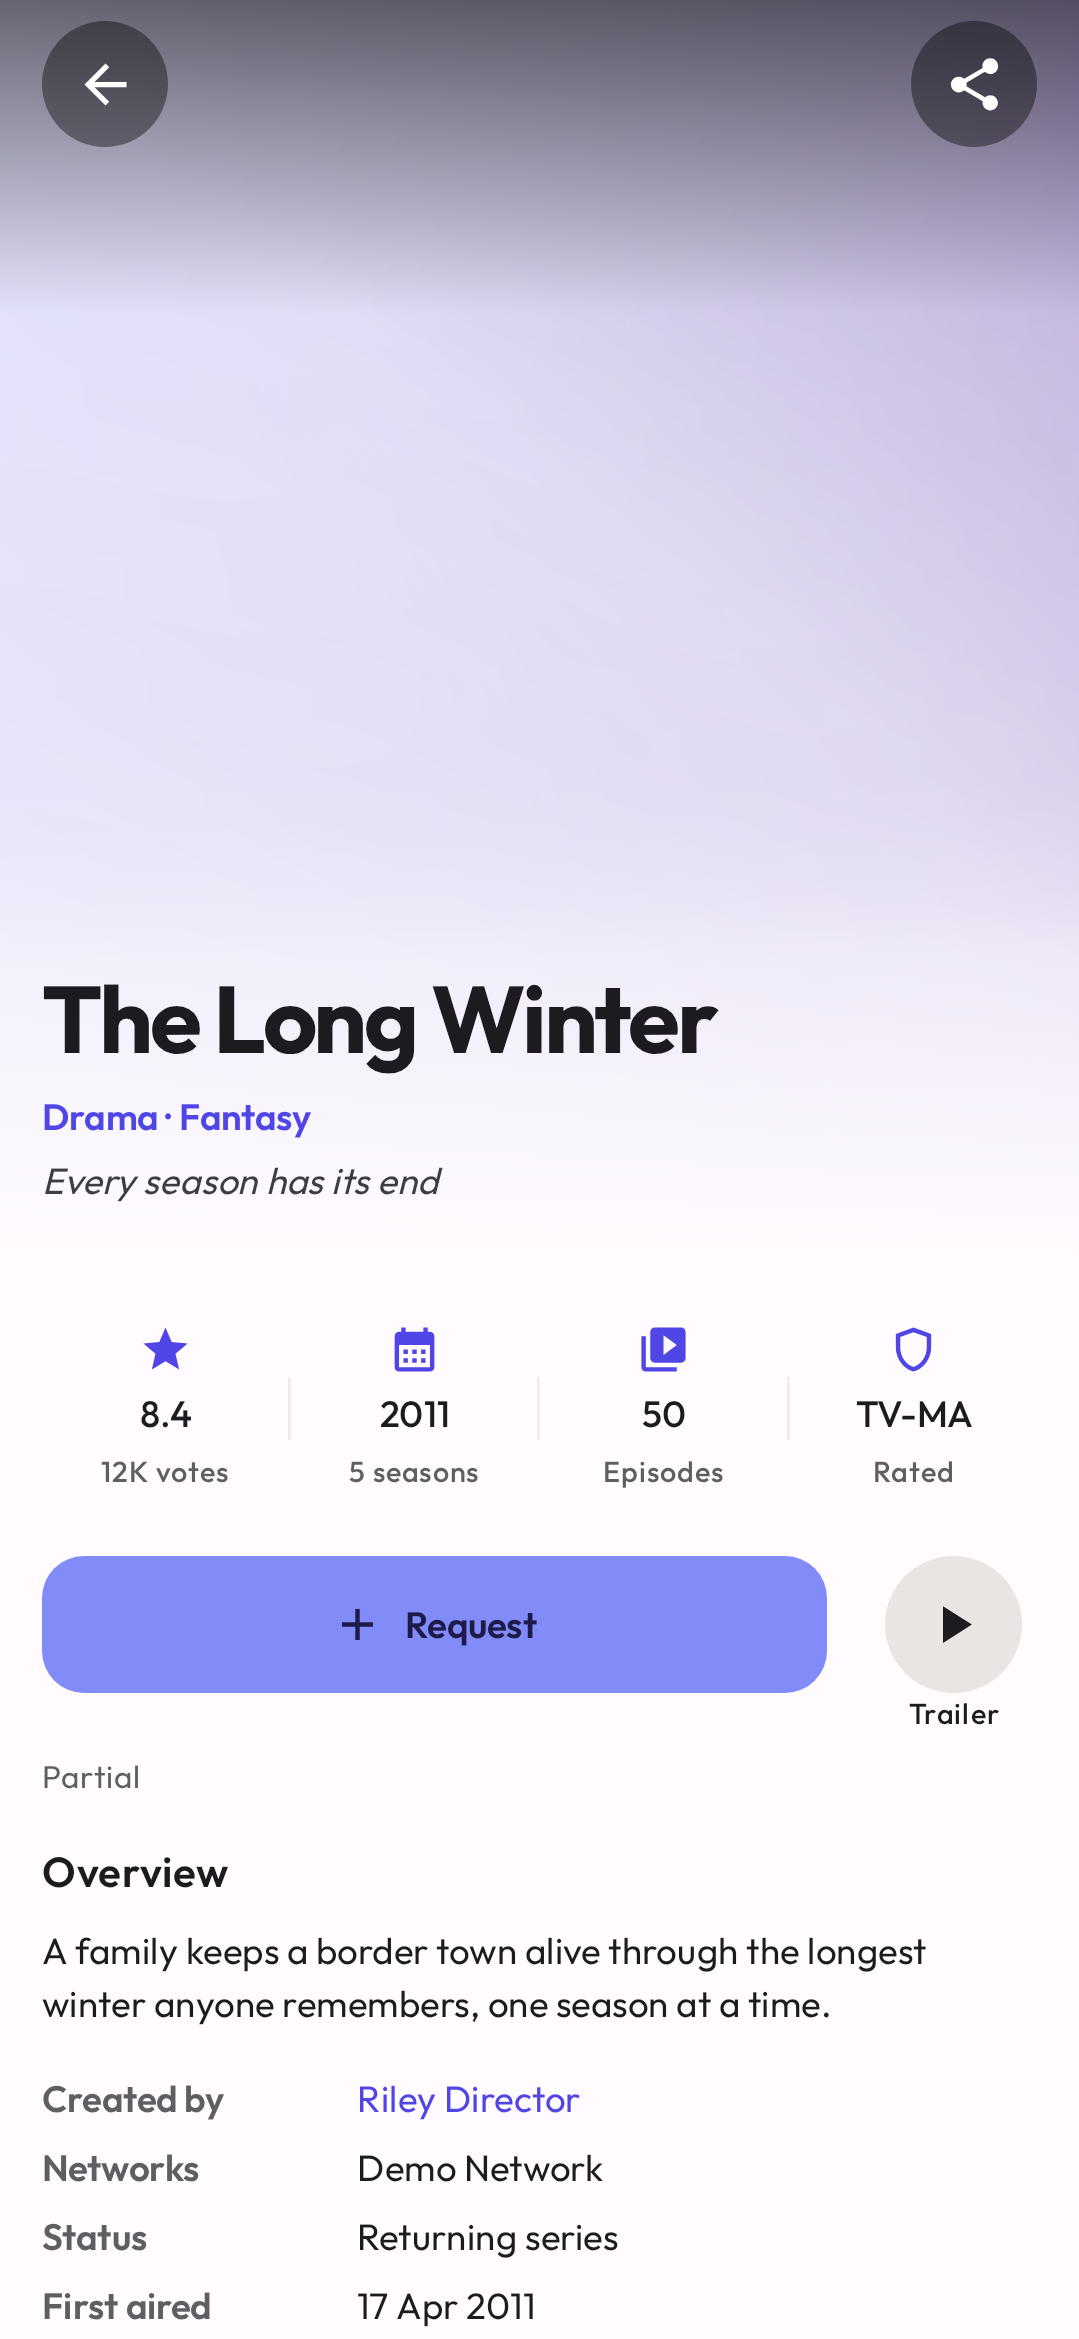 The Long Winter
Drama · Fantasy
Every season has its end
8.4
2011
50
TV-MA
12K votes
5 seasons
Episodes
Rated
Request
Trailer
Partial
Overview
A family keeps a border town alive through the longest
winter anyone remembers, one season at a time.
Created by Riley Director
Networks Demo Network
Status Returning series
First aired 17 Apr 2011